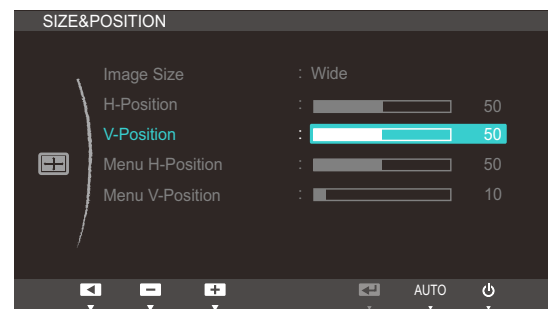 SIZE&POSITION
Image Size : Wide
H-Position : 50
V-Position : 50
Menu H-Position : 50
Menu V-Position : 10
AUTO